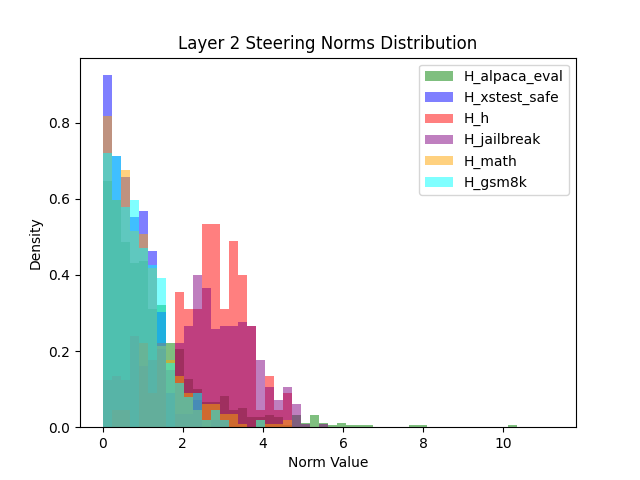 Layer 2 Steering Norms Distribution
H_alpaca_eval
H_xstest_safe
H_h
H_jailbreak
H_math
H_gsm8k
Density
0.8
0.6
0.4
0.2
0.0
0 2 4 6 8 10
Norm Value